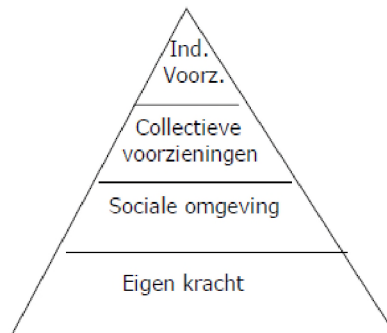 Ind.
Voorz.
Collectieve
voorzieningen
Sociale omgeving
Eigen kracht